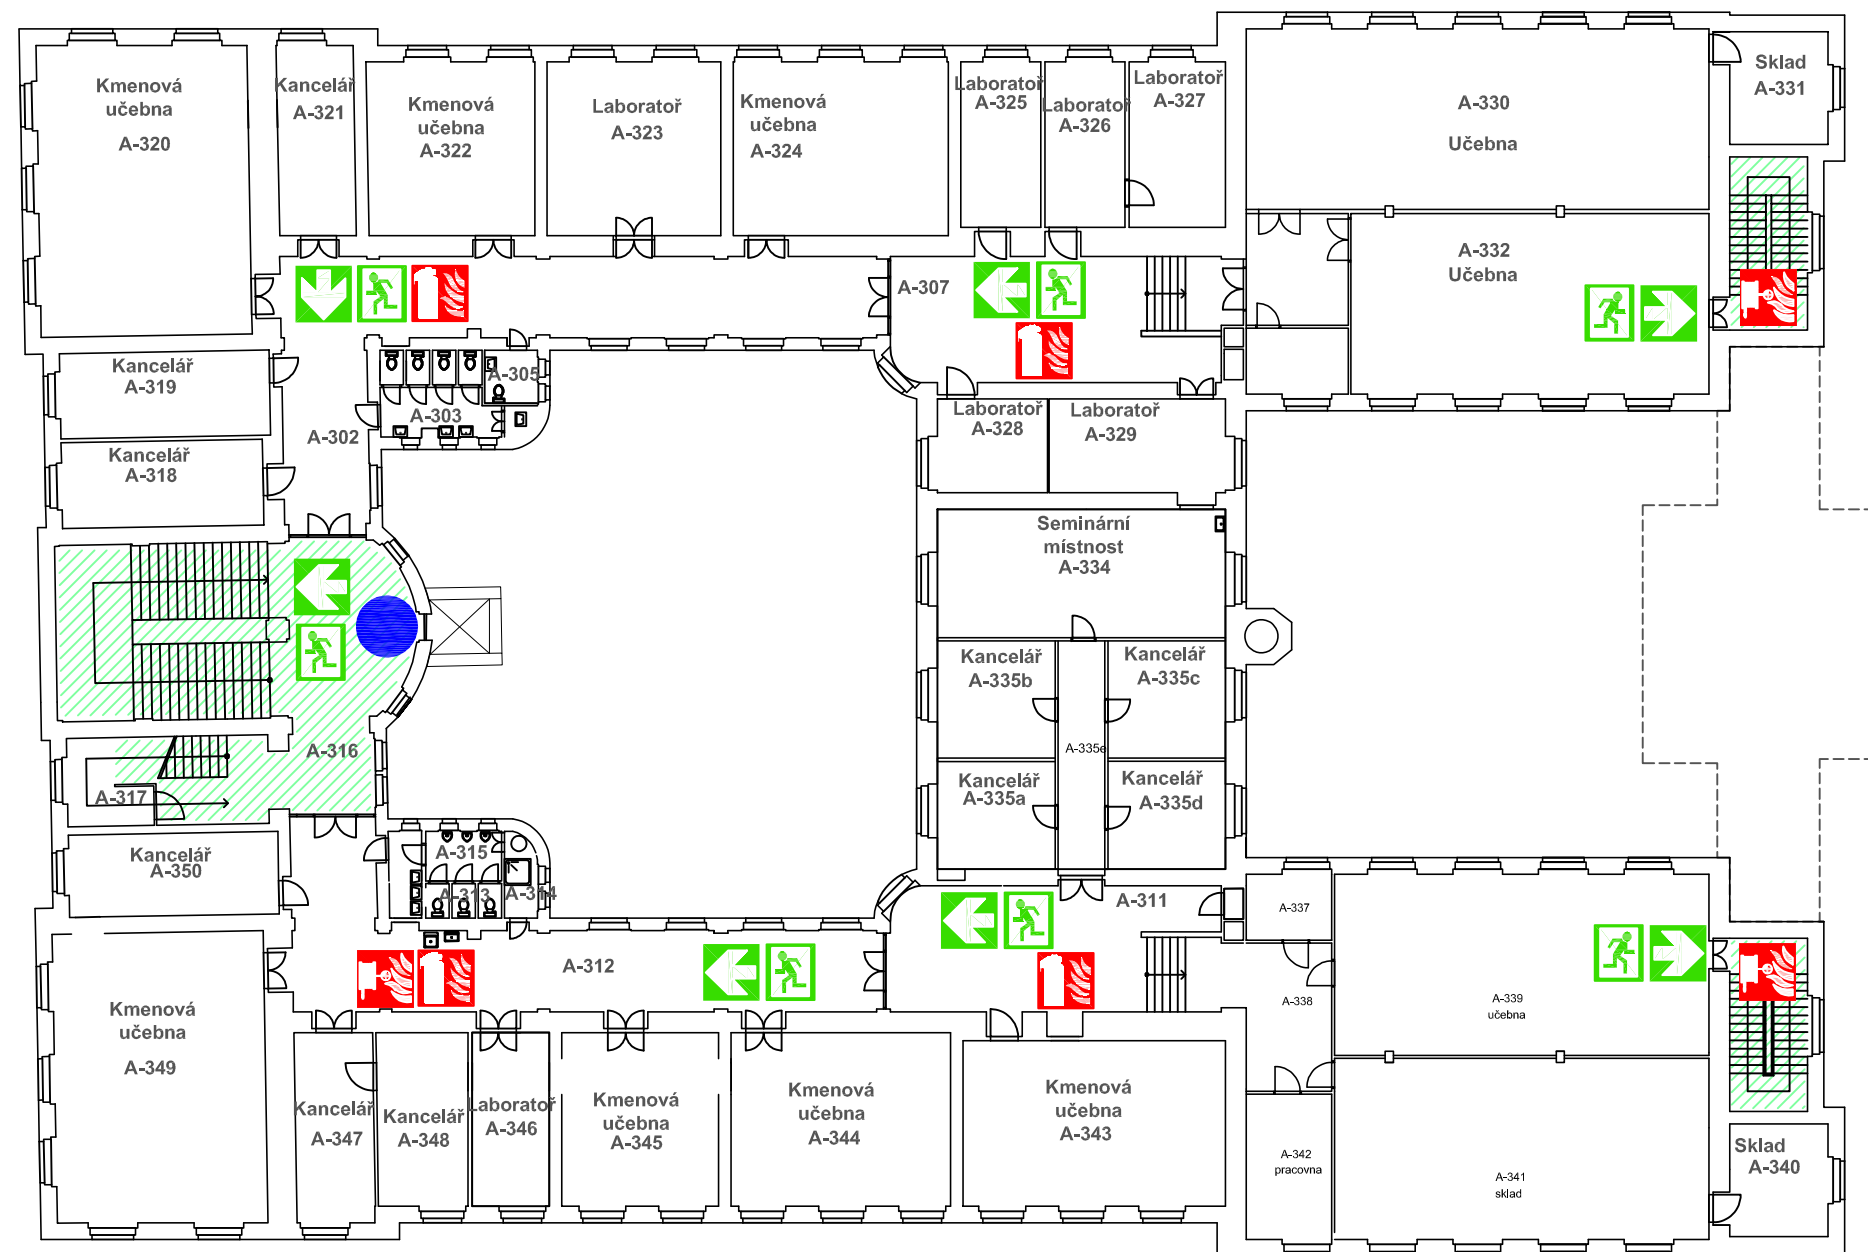 Kmenová
učebna
A-320
Kancelář
A-321
Kmenová
učebna
A-322
Laboratoř
A-323
Kmenová
učebna
A-324
Laboratoř
A-325
Laboratoř
A-326
Laboratoř
A-327
A-330
Učebna
Sklad
A-331
A-332
Učebna
A-307
Kancelář
A-319
A-305
A-303
A-302
Kancelář
A-318
Laboratoř
A-328
Laboratoř
A-329
Seminární
místnost
A-334
Kancelář
A-335b
Kancelář
A-335c
A-335e
Kancelář
A-335a
Kancelář
A-335d
A-316
A-317
Kancelář
A-350
A-315
A-313
A-314
A-311
A-337
A-312
A-338
A-339
učebna
Kmenová
učebna
A-349
Kancelář
A-347
Kancelář
A-348
Laboratoř
A-346
Kmenová
učebna
A-345
Kmenová
učebna
A-344
Kmenová
učebna
A-343
A-342
pracovna
A-341
sklad
Sklad
A-340